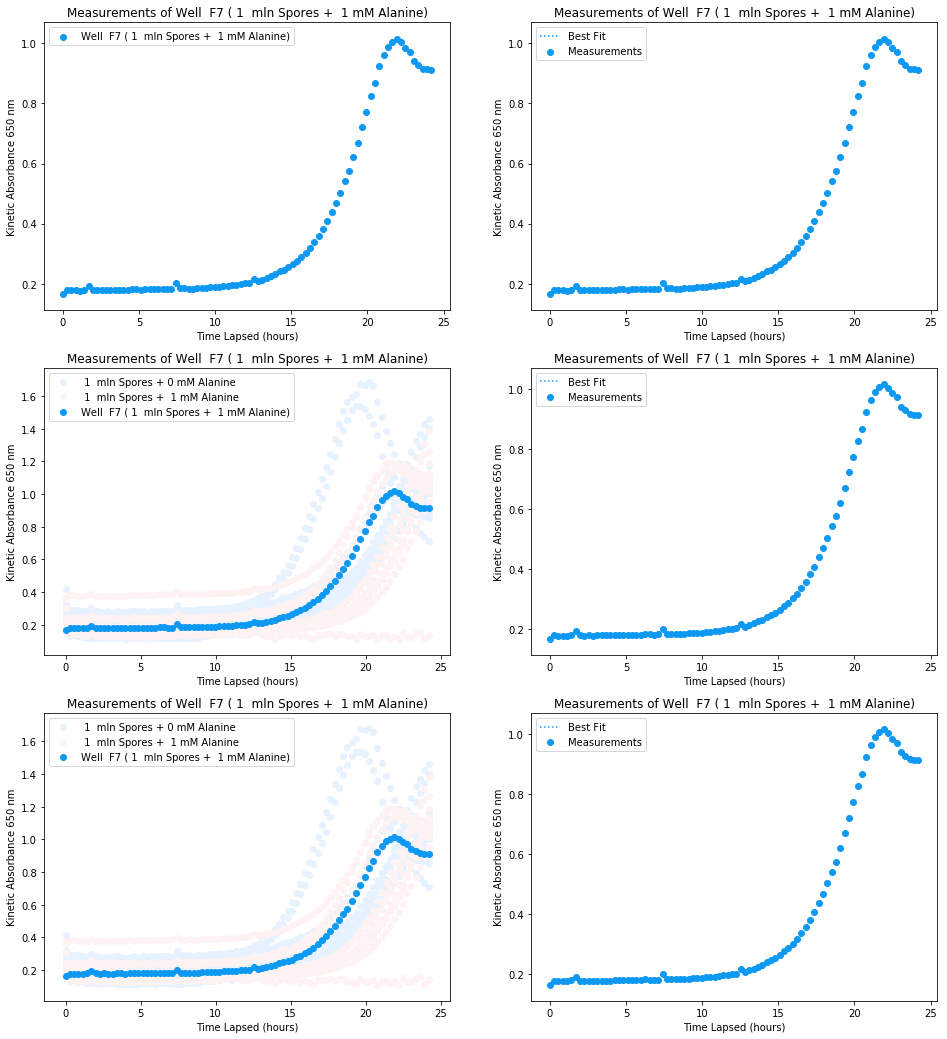 Measurements of Well  F7 ( 1  mln Spores +  1 mM Alanine)
Well  F7 ( 1  mln Spores +  1 mM Alanine)
Kinetic Absorbance 650 nm
1.0
0.8
0.6
0.4
0.2
0 5 10 15 20 25
Time Lapsed (hours)
Measurements of Well  F7 ( 1  mln Spores +  1 mM Alanine)
Best Fit
Measurements
Kinetic Absorbance 650 nm
1.0
0.8
0.6
0.4
0.2
0 5 10 15 20 25
Time Lapsed (hours)
Measurements of Well  F7 ( 1  mln Spores +  1 mM Alanine)
1  mln Spores + 0 mM Alanine
1  mln Spores +  1 mM Alanine
Well  F7 ( 1  mln Spores +  1 mM Alanine)
Kinetic Absorbance 650 nm
1.6
1.4
1.2
1.0
0.8
0.6
0.4
0.2
0 5 10 15 20 25
Time Lapsed (hours)
Measurements of Well  F7 ( 1  mln Spores +  1 mM Alanine)
Best Fit
Measurements
Kinetic Absorbance 650 nm
1.0
0.8
0.6
0.4
0.2
0 5 10 15 20 25
Time Lapsed (hours)
Measurements of Well  F7 ( 1  mln Spores +  1 mM Alanine)
1  mln Spores + 0 mM Alanine
1  mln Spores +  1 mM Alanine
Well  F7 ( 1  mln Spores +  1 mM Alanine)
Kinetic Absorbance 650 nm
1.6
1.4
1.2
1.0
0.8
0.6
0.4
0.2
0 5 10 15 20 25
Time Lapsed (hours)
Measurements of Well  F7 ( 1  mln Spores +  1 mM Alanine)
Best Fit
Measurements
Kinetic Absorbance 650 nm
1.0
0.8
0.6
0.4
0.2
0 5 10 15 20 25
Time Lapsed (hours)